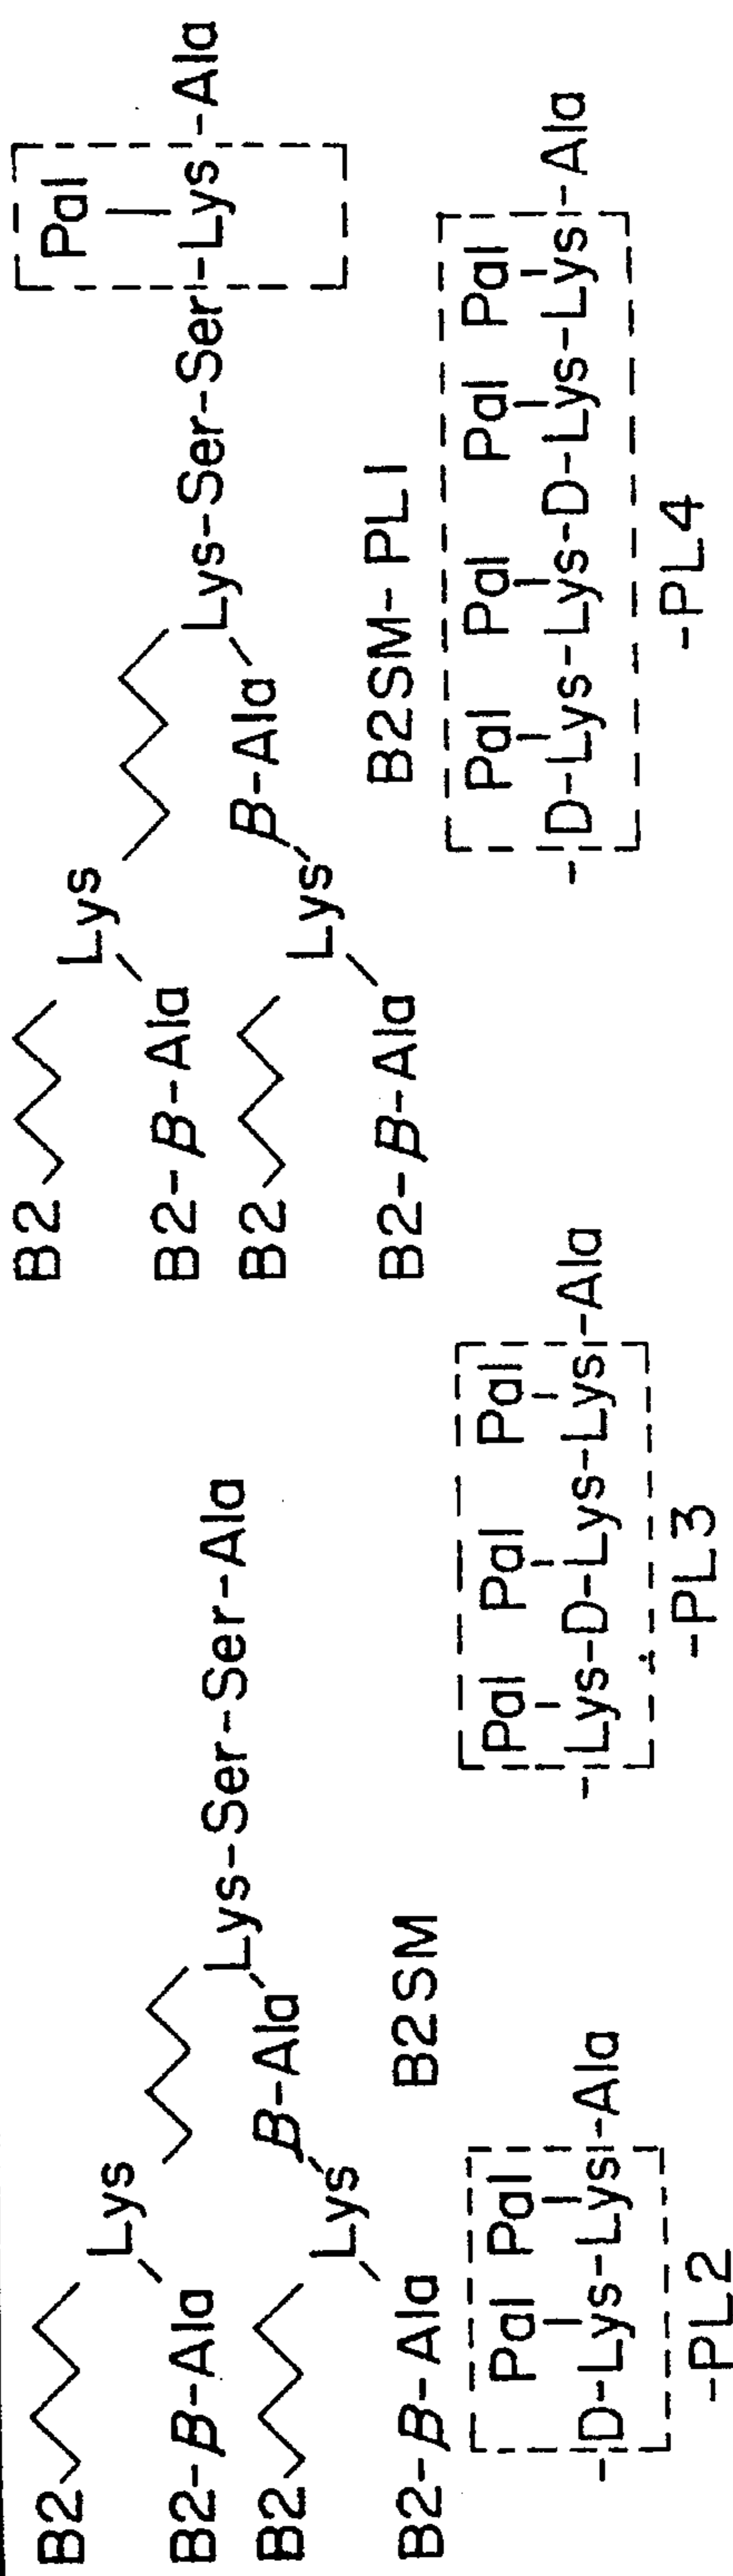 B2
Lys
B2-B-Ala
Lys-Ser-Ser-Ala
B-Ala
B2
Lys
B2-B-Ala
B2SM
B2
Lys
B2-B-Ala
Lys-Ser-Ser-Lys-Ala
Pal
B-Ala
B2
Lys
B2-B-Ala
B2SM-PL1
Pal Pal
-D-Lys-Lys-Ala
-PL2
Pal Pal Pal
-Lys-D-Lys-Lys-Ala
-PL3
Pal Pal Pal Pal
-D-Lys-Lys-D-Lys-Lys-Ala
-PL4